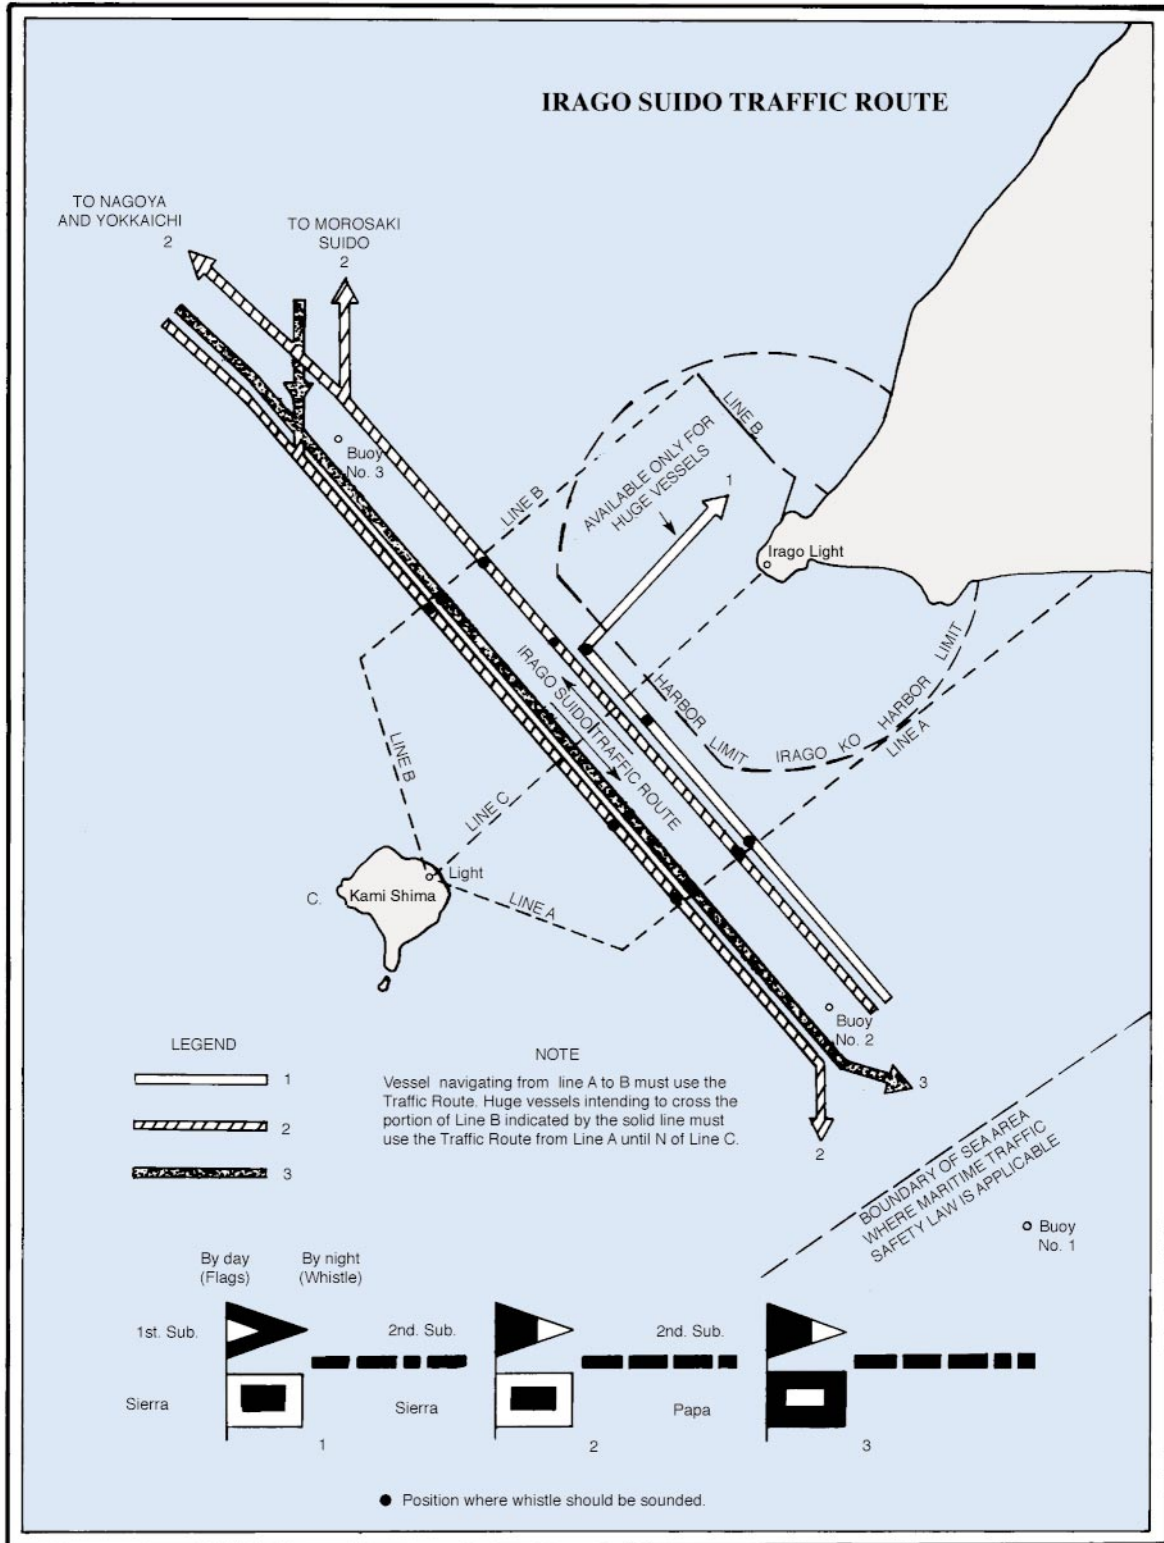 IRAGO SUIDO TRAFFIC ROUTE
TO NAGOYA
AND YOKKAICHI
2
TO MOROSAKI
SUIDO
2
LINE B
AVAILABLE ONLY FOR
HUGE VESSELS
1
Buoy
No. 3
LINE B
Irago Light
IRAGO SUIDO TRAFFIC ROUTE
HARBOR
LIMIT
IRAGO KO
HARBOR
LIMIT
LINE A
LINE B
LINE C
Light
Kami Shima
C.
LINE A
Buoy
No. 2
3
2
LEGEND
1
2
3
NOTE
Vessel navigating from line A to B must use the
Traffic Route. Huge vessels intending to cross the
portion of Line B indicated by the solid line must
use the Traffic Route from Line A until N of Line C.
BOUNDARY OF SEA AREA
WHERE MARITIME TRAFFIC
SAFETY LAW IS APPLICABLE
Buoy
No. 1
By day
(Flags)
By night
(Whistle)
1st. Sub.
2nd. Sub.
2nd. Sub.
Sierra
Sierra
Papa
1
2
3
Position where whistle should be sounded.